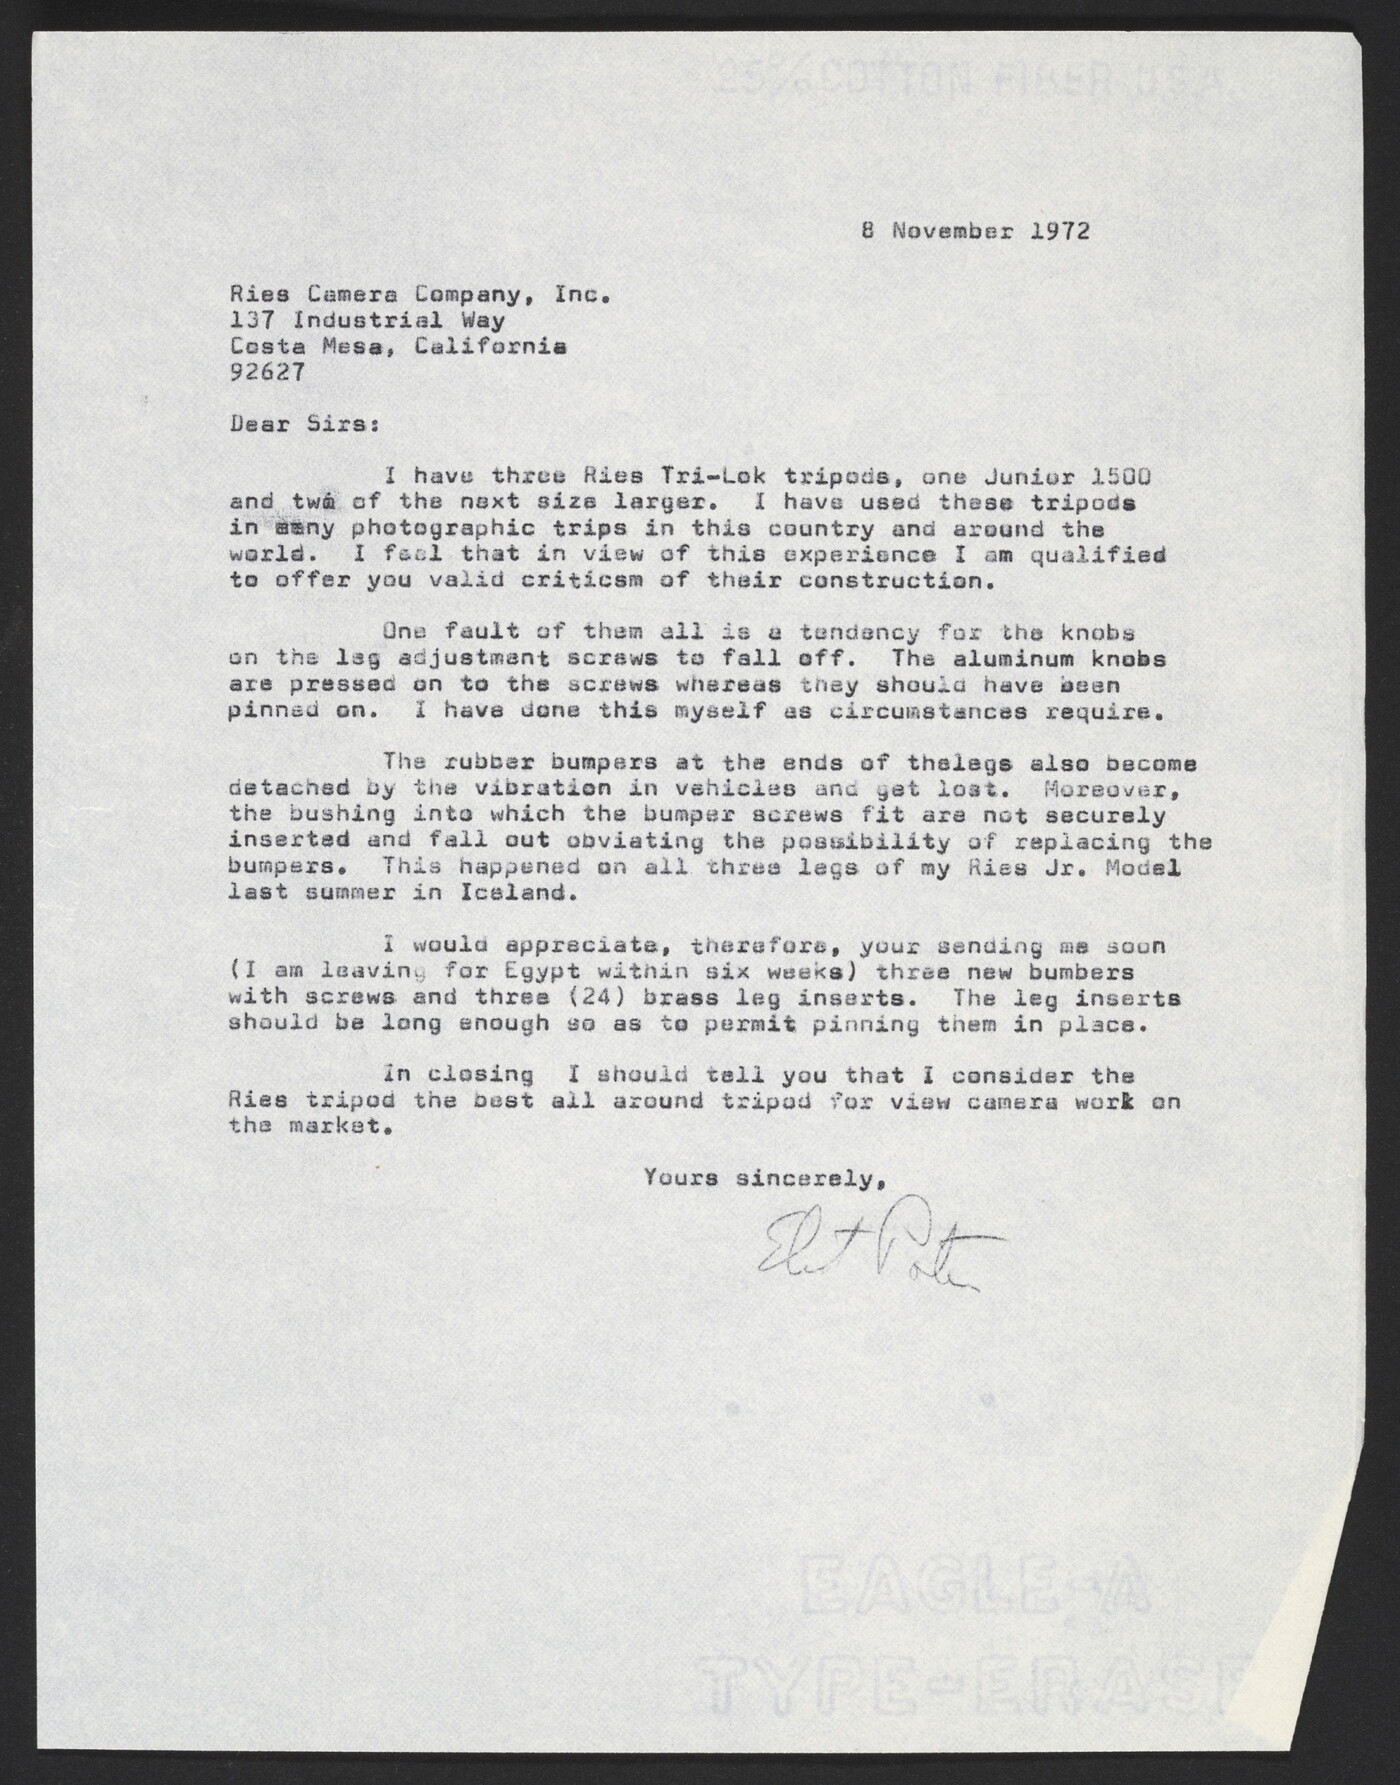 25% COTTON FIBER U.S.A.
8 November 1972
Ries Camera Company, Inc.
137 Industrial Way
Costa Mesa, California
92627
Dear Sirs:
I have three Ries Tri-Lok tripods, one Junior 1500
and two of the next size larger.  I have used these tripods
in many photographic trips in this country and around the
world.  I feel that in view of this experience I am qualified
to offer you valid criticsm of their construction.
One fault of them all is a tendency for the knobs
on the leg adjustment screws to fall off.  The aluminum knobs
are pressed on to the screws whereas they should have been
pinned on.  I have done this myself as circumstances require.
The rubber bumpers at the ends of thelegs also become
detached by the vibration in vehicles and get lost.  Moreover,
the bushing into which the bumper screws fit are not securely
inserted and fall out obviating the possibility of replacing the
bumpers.  This happened on all three legs of my Ries Jr. Model
last summer in Iceland.
I would appreciate, therefore, your sending me soon
(I am leaving for Egypt within six weeks) three new bumbers
with screws and three (24) brass leg inserts.  The leg inserts
should be long enough so as to permit pinning them in place.
In closing  I should tell you that I consider the
Ries tripod the best all around tripod for view camera work on
the market.
Yours sincerely,
Eliot Porter
EAGLE-A
TYPE-ERASE